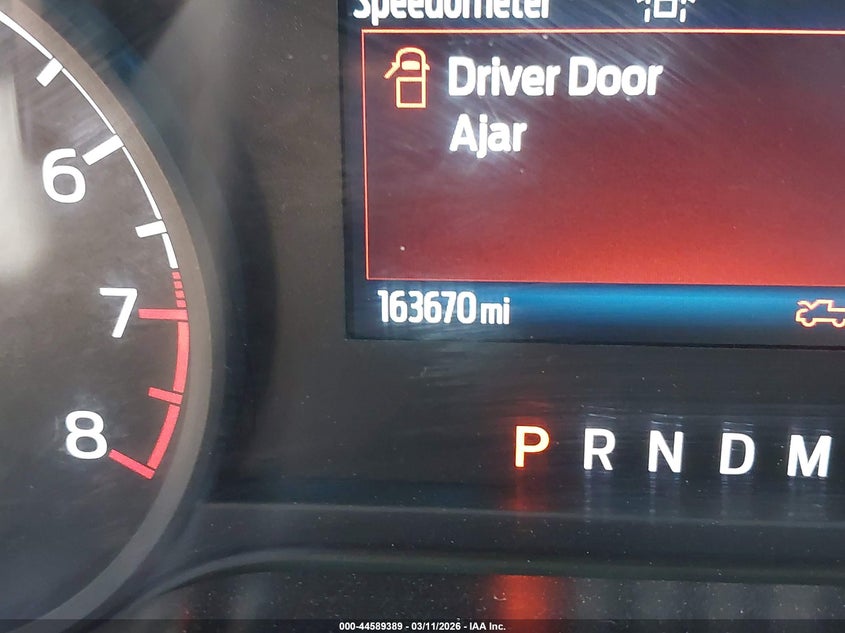 Speedometer
Driver Door
Ajar
6
7
163670 mi
8
P R N D M
000-44589389 - 03/11/2026 - IAA Inc.